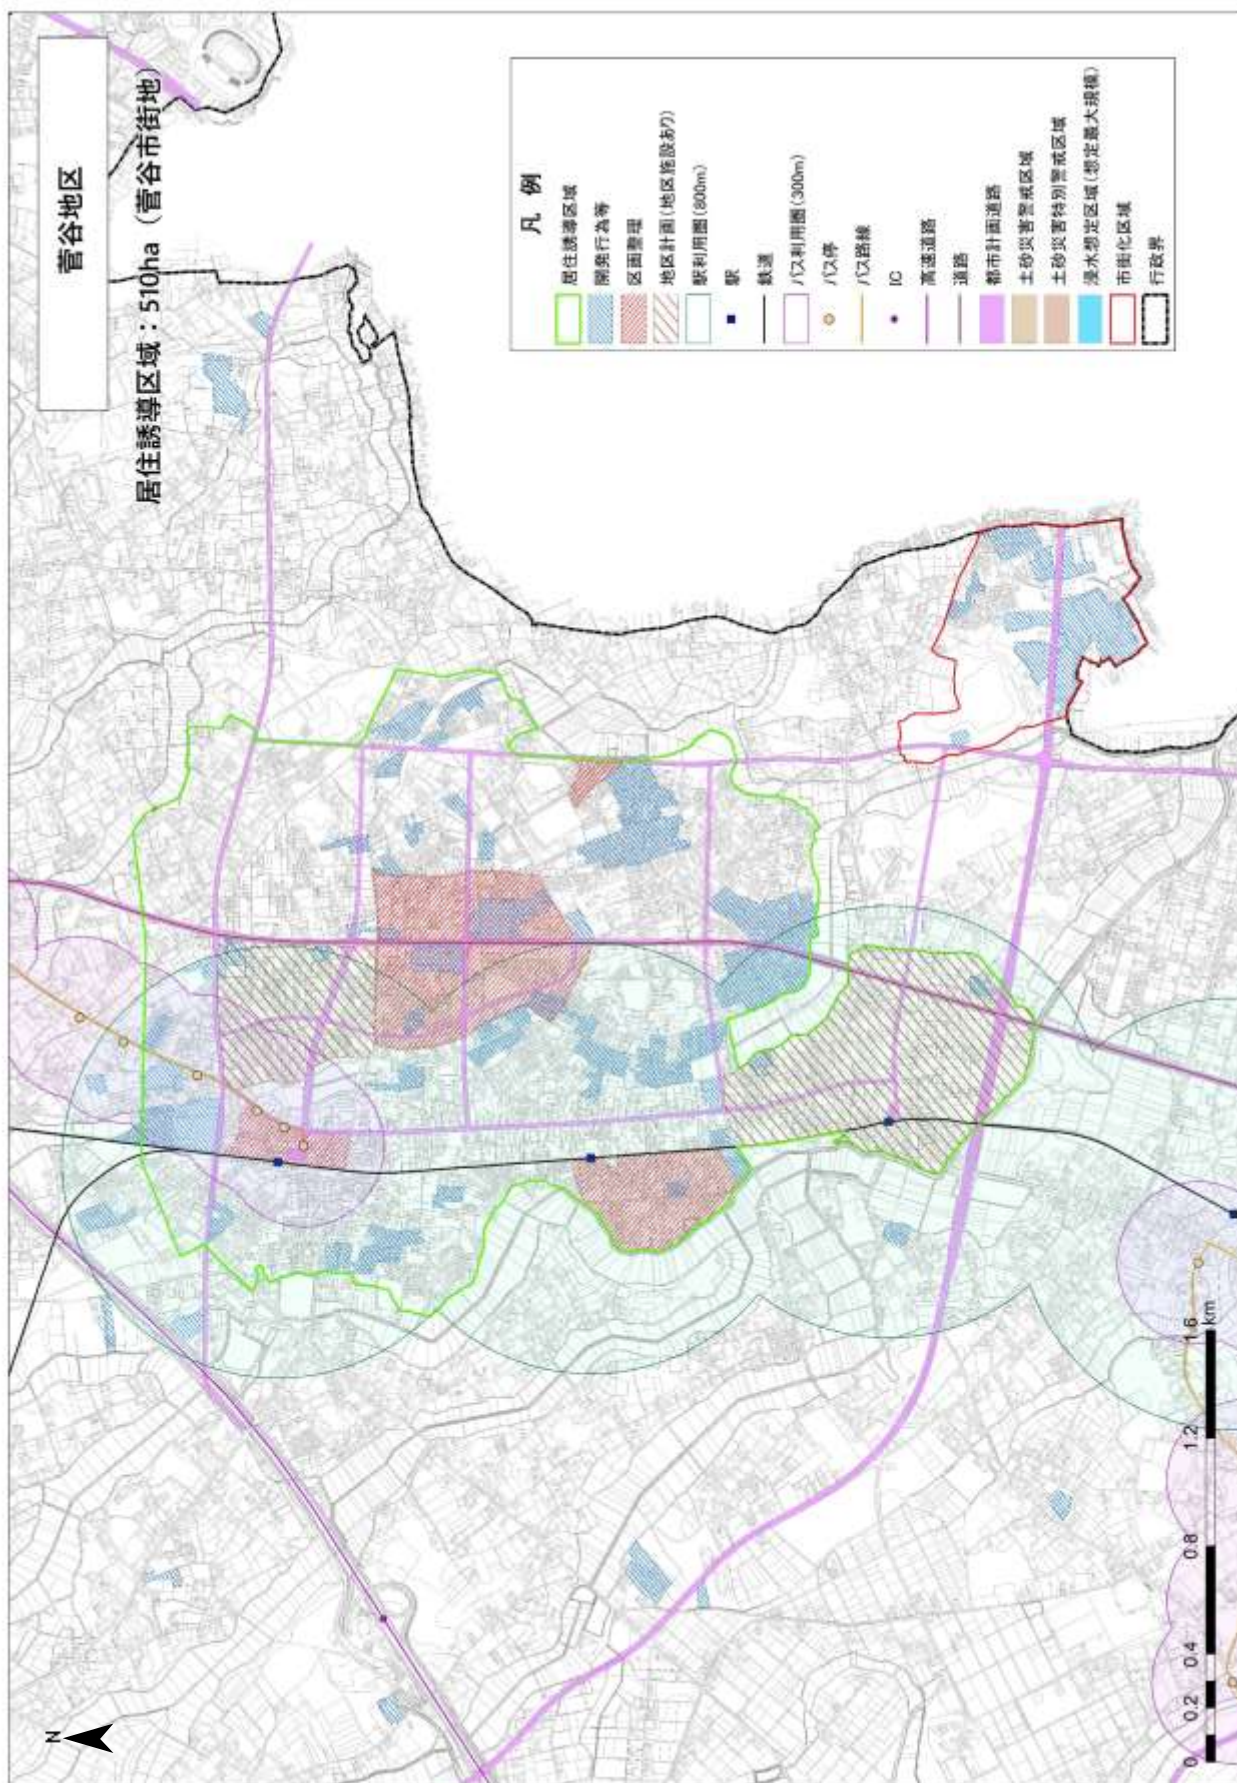 菅谷地区
居住誘導区域：510ha（菅谷市街地）
凡 例
居住誘導区域
開発行為等
区画整理
地区計画(地区施設あり)
駅利用圏(800m)
駅
鉄道
バス利用圏(300m)
バス停
バス路線
IC
高速道路
道路
都市計画道路
土砂災害警戒区域
土砂災害特別警戒区域
浸水想定区域(想定最大規模)
市街化区域
行政界
N
0 0.2 0.4 0.8 1.2 1.6
km